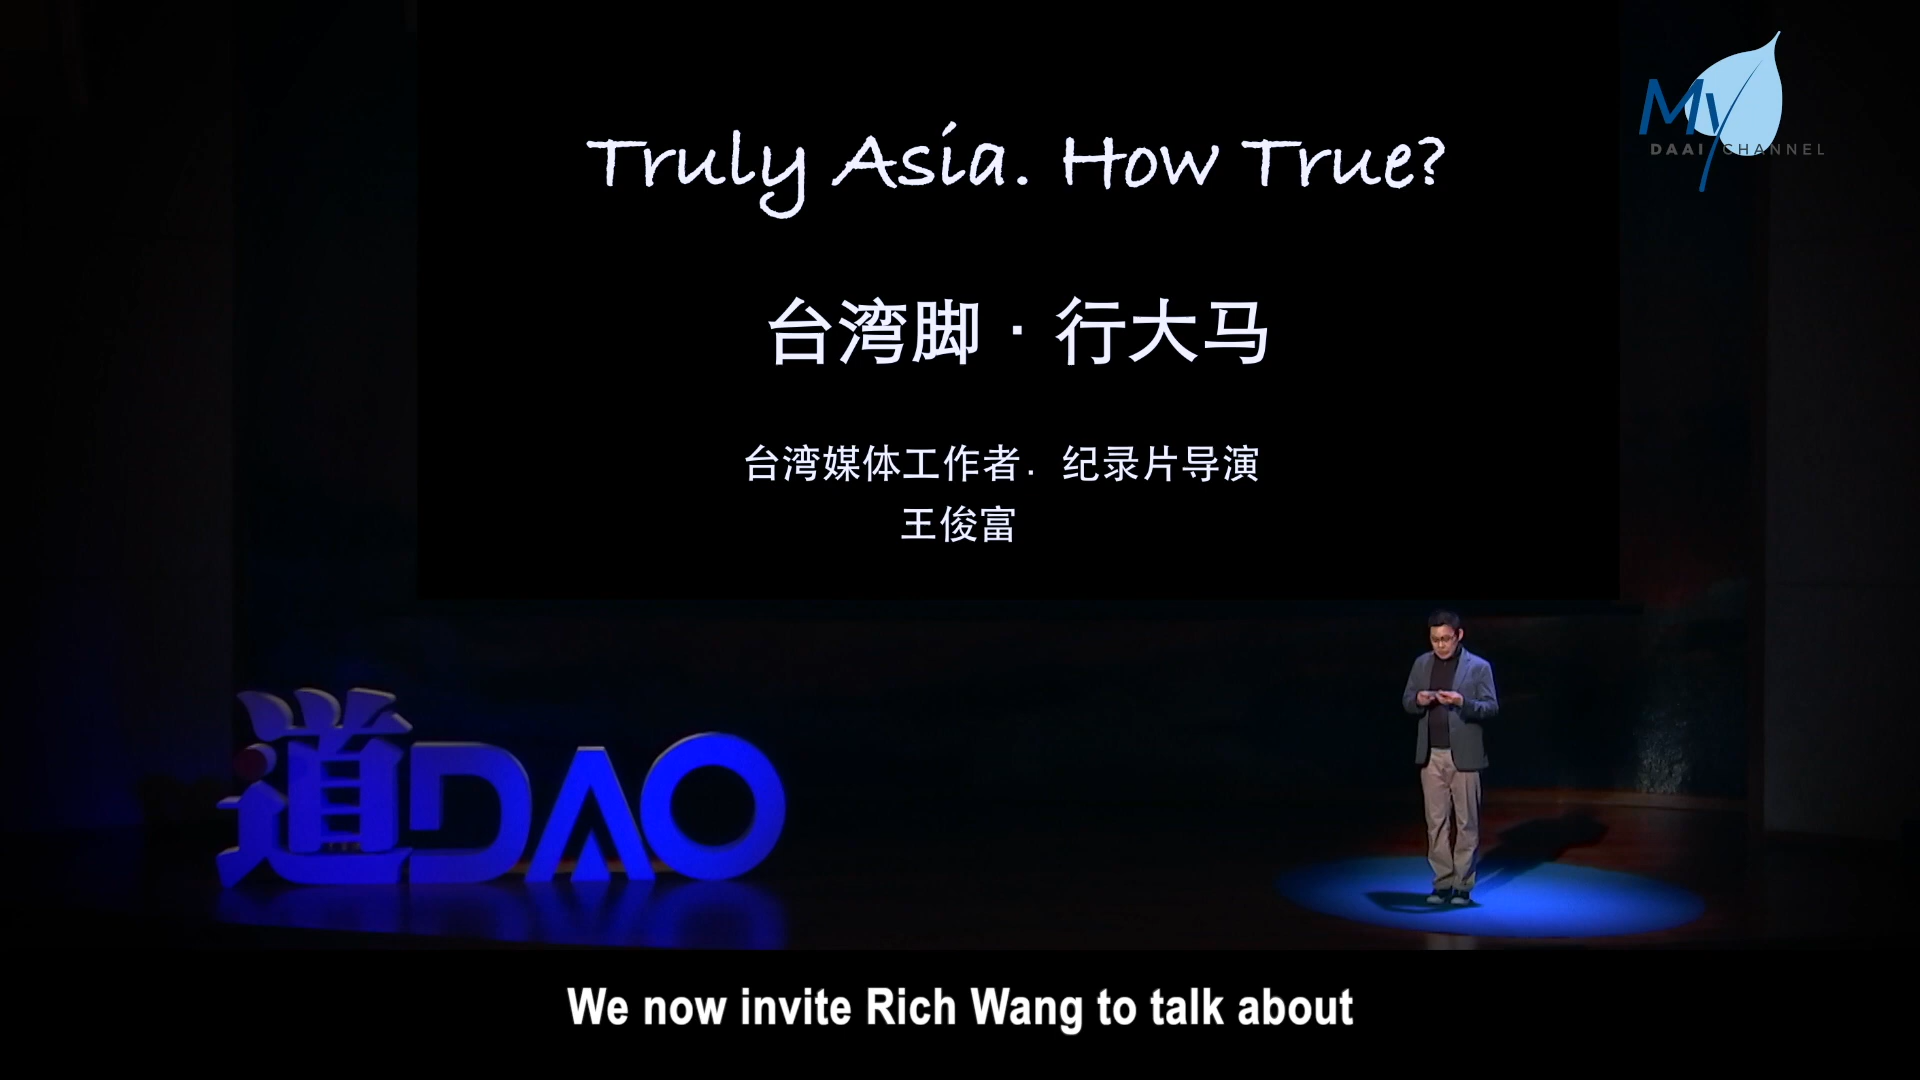 Truly Asia. How True?
My
DAAI CHANNEL
台湾脚·行大马
台湾媒体工作者. 纪录片导演
王俊富
道DAO
We now invite Rich Wang to talk about